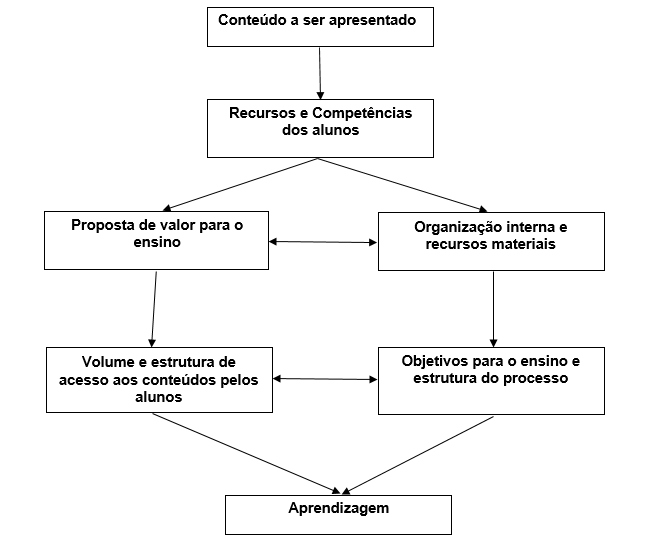 Conteúdo a ser apresentado
Recursos e Competências
dos alunos
Proposta de valor para o
ensino
Organização interna e
recursos materiais
Volume e estrutura de
acesso aos conteúdos pelos
alunos
Objetivos para o ensino e
estrutura do processo
Aprendizagem